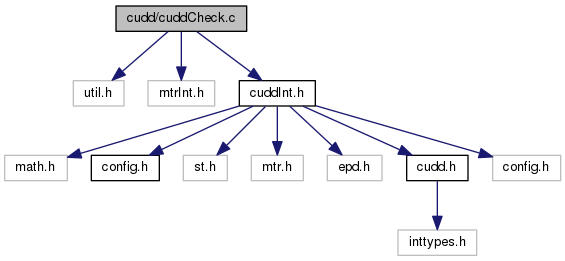 cudd/cuddCheck.c
util.h
mtrInt.h
cuddInt.h
math.h
config.h
st.h
mtr.h
epd.h
cudd.h
config.h
inttypes.h